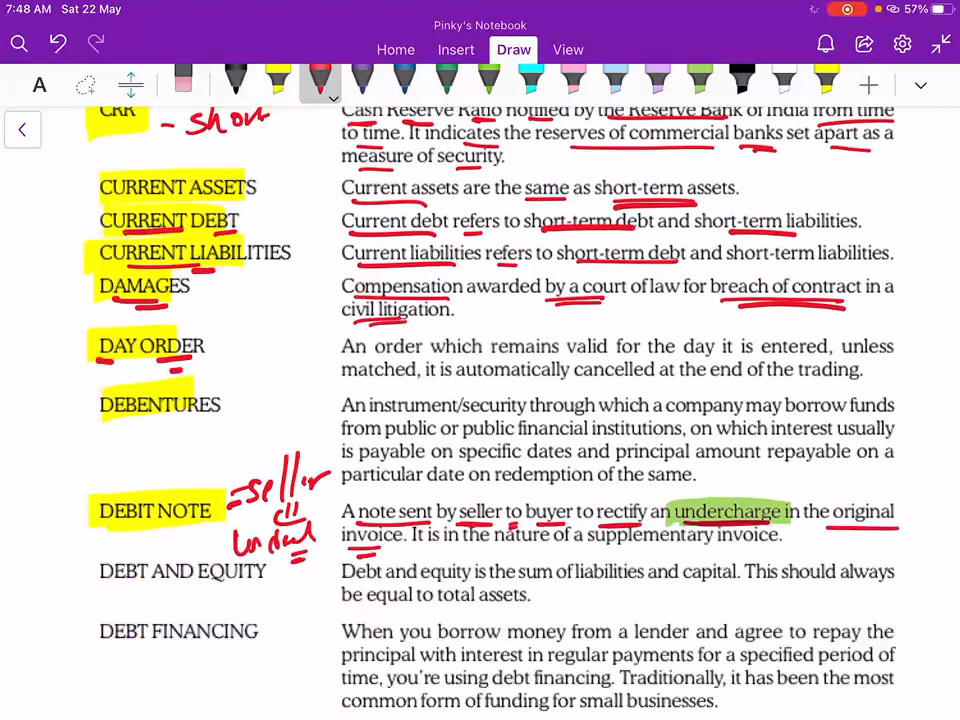 7:48 AM Sat 22 May
57%
Pinky's Notebook
Home Insert Draw View
A
CRR - short Cash Reserve Ratio notified by the Reserve Bank of India from time
to time. It indicates the reserves of commercial banks set apart as a
measure of security.
CURRENT ASSETS Current assets are the same as short-term assets.
CURRENT DEBT Current debt refers to short-term debt and short-term liabilities.
CURRENT LIABILITIES Current liabilities refers to short-term debt and short-term liabilities.
DAMAGES Compensation awarded by a court of law for breach of contract in a
civil litigation.
DAY ORDER An order which remains valid for the day it is entered, unless
matched, it is automatically cancelled at the end of the trading.
DEBENTURES An instrument/security through which a company may borrow funds
from public or public financial institutions, on which interest usually
is payable on specific dates and principal amount repayable on a
particular date on redemption of the same.
DEBIT NOTE = seller A note sent by seller to buyer to rectify an undercharge in the original
invoice. It is in the nature of a supplementary invoice.
DEBT AND EQUITY Debt and equity is the sum of liabilities and capital. This should always
be equal to total assets.
DEBT FINANCING When you borrow money from a lender and agree to repay the
principal with interest in regular payments for a specified period of
time, you're using debt financing. Traditionally, it has been the most
common form of funding for small businesses.